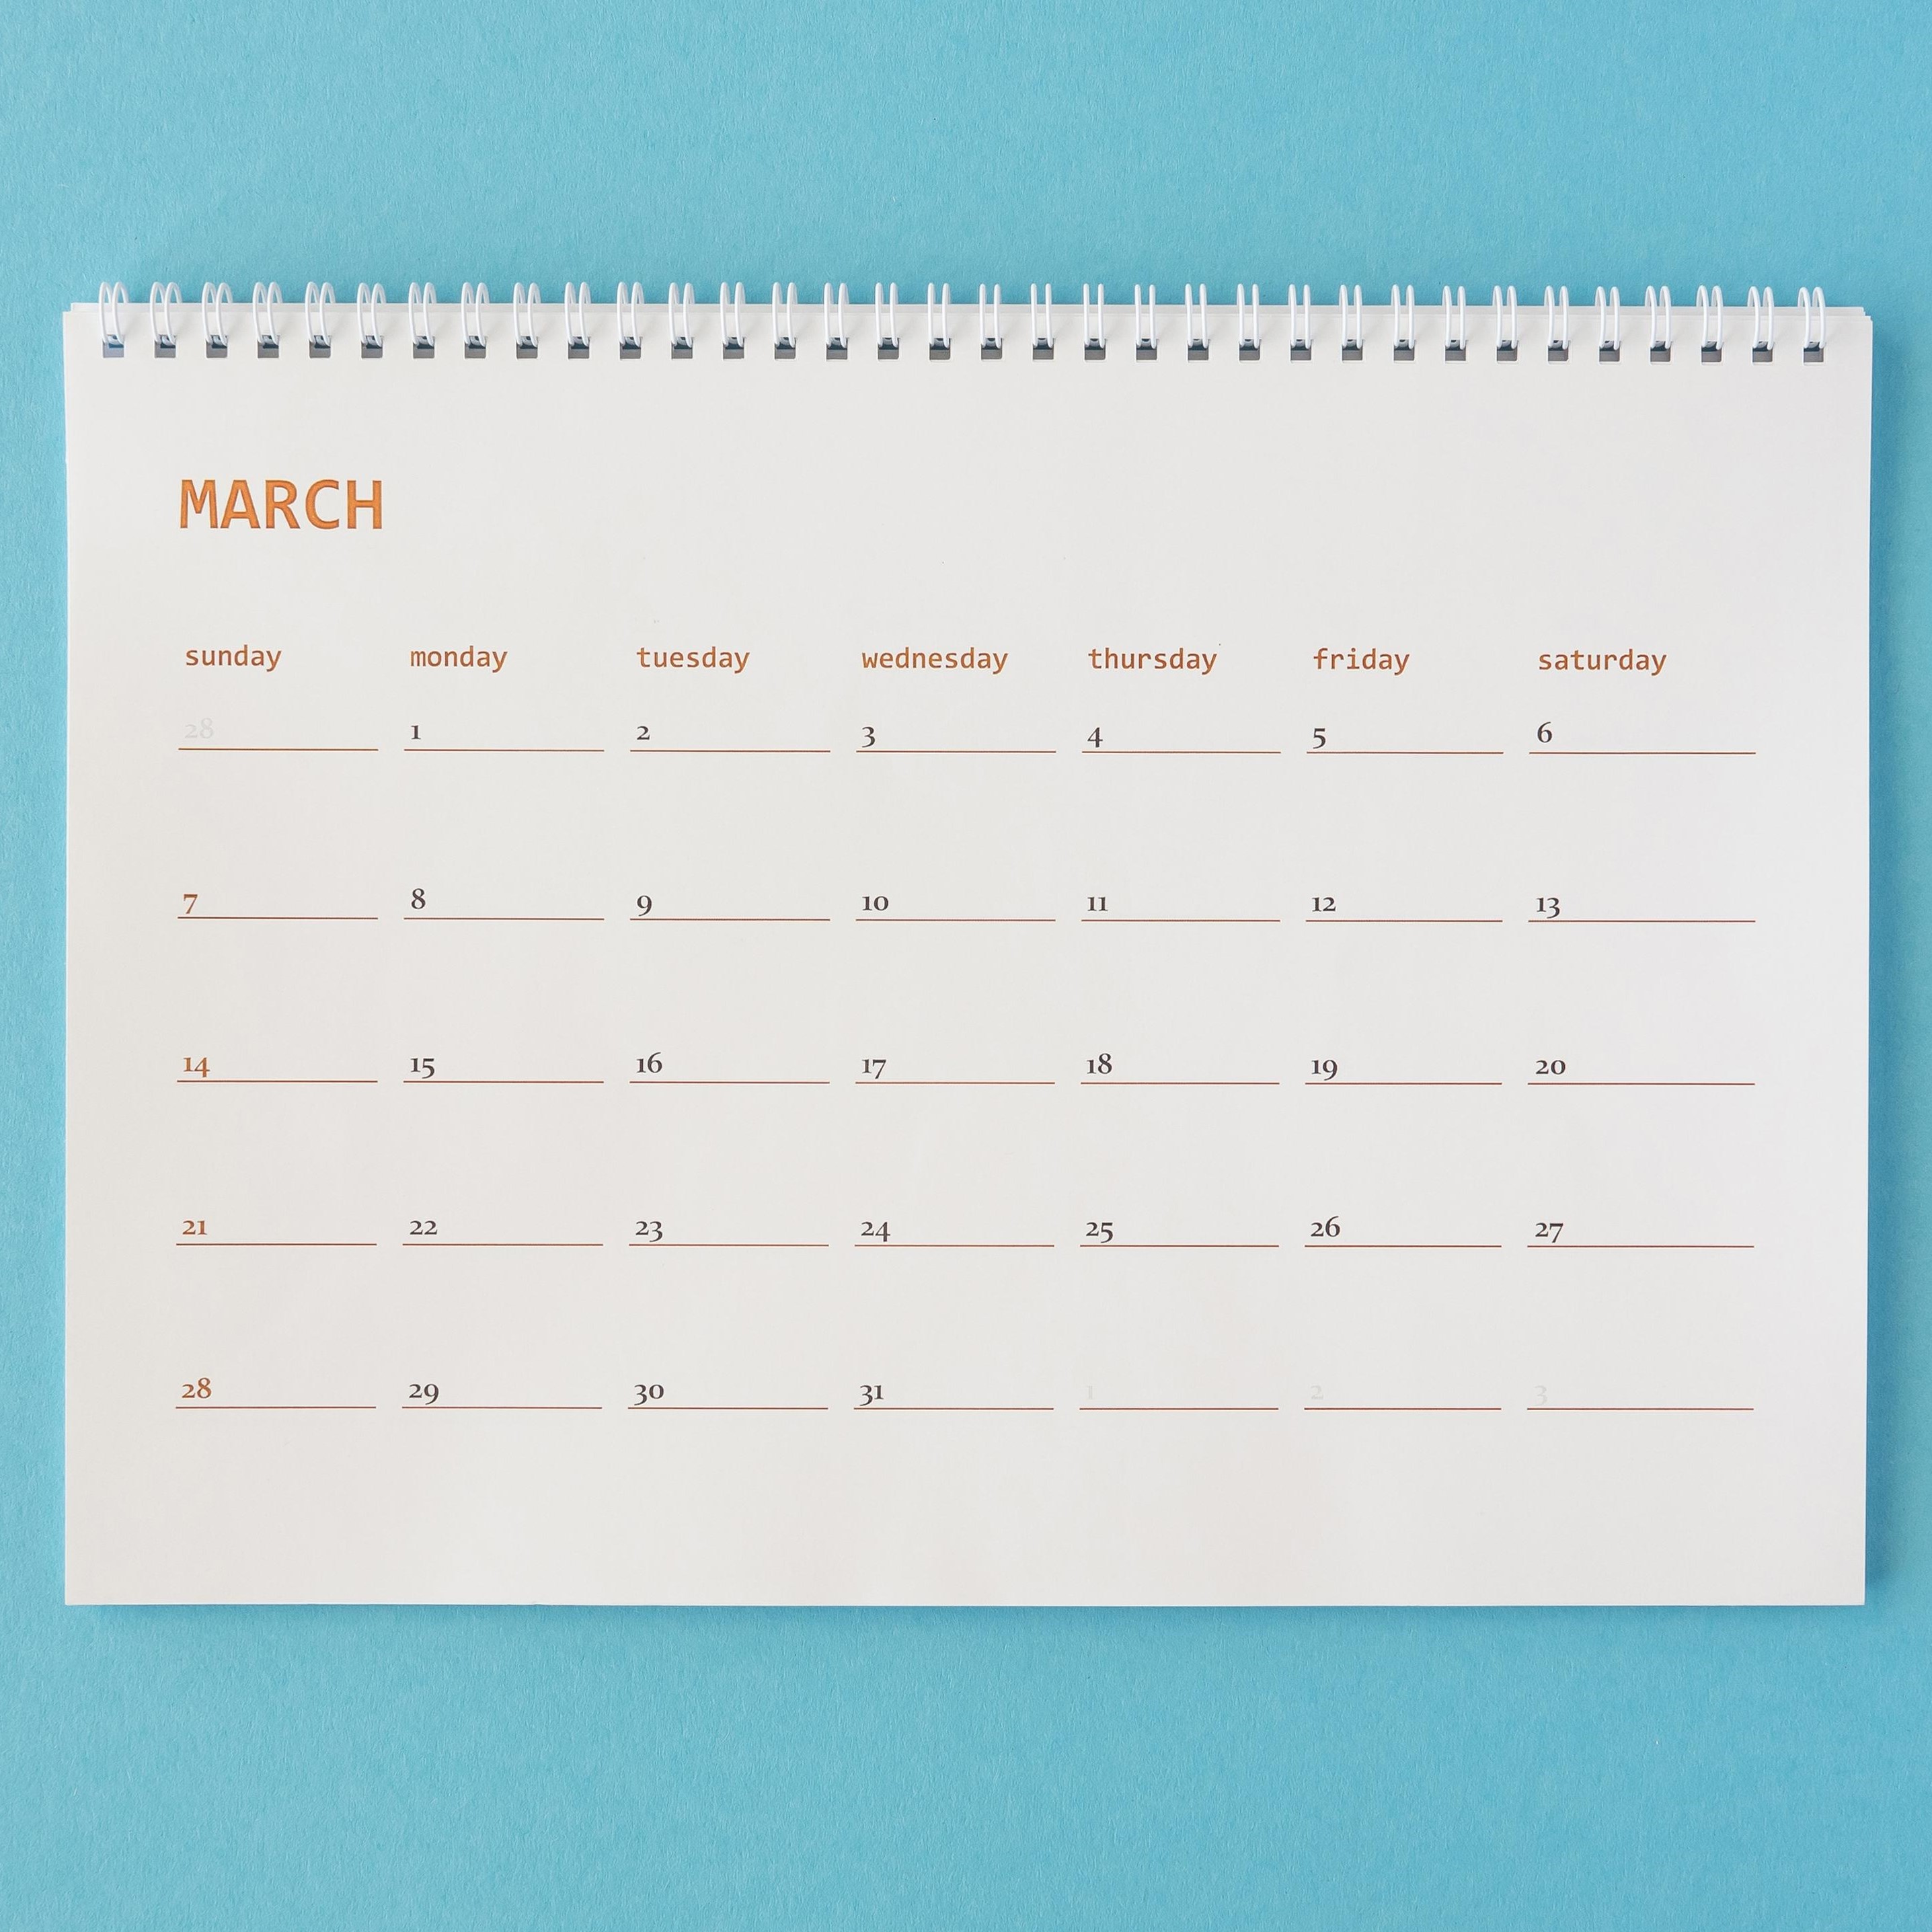 MARCH
sunday monday tuesday wednesday thursday friday saturday
28 1 2 3 4 5 6
7 8 9 10 11 12 13
14 15 16 17 18 19 20
21 22 23 24 25 26 27
28 29 30 31 1 2 3